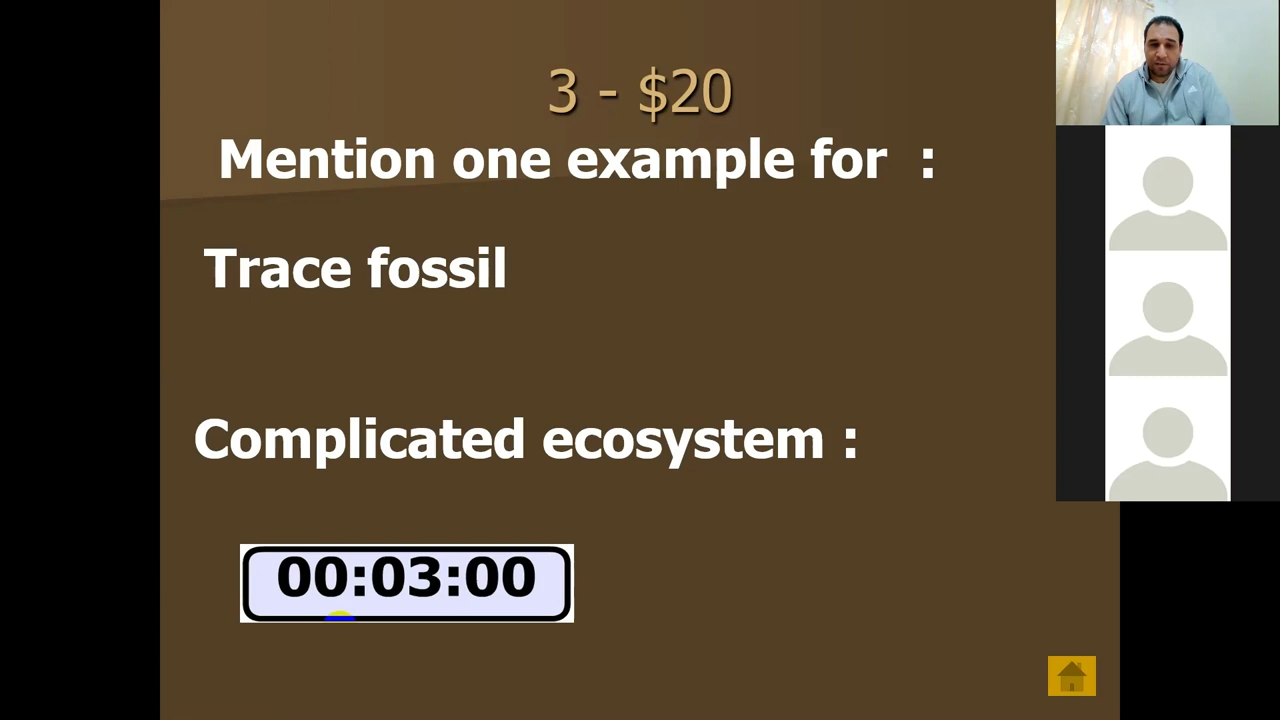 3 - $20
Mention one example for :
Trace fossil
Complicated ecosystem :
00:03:00